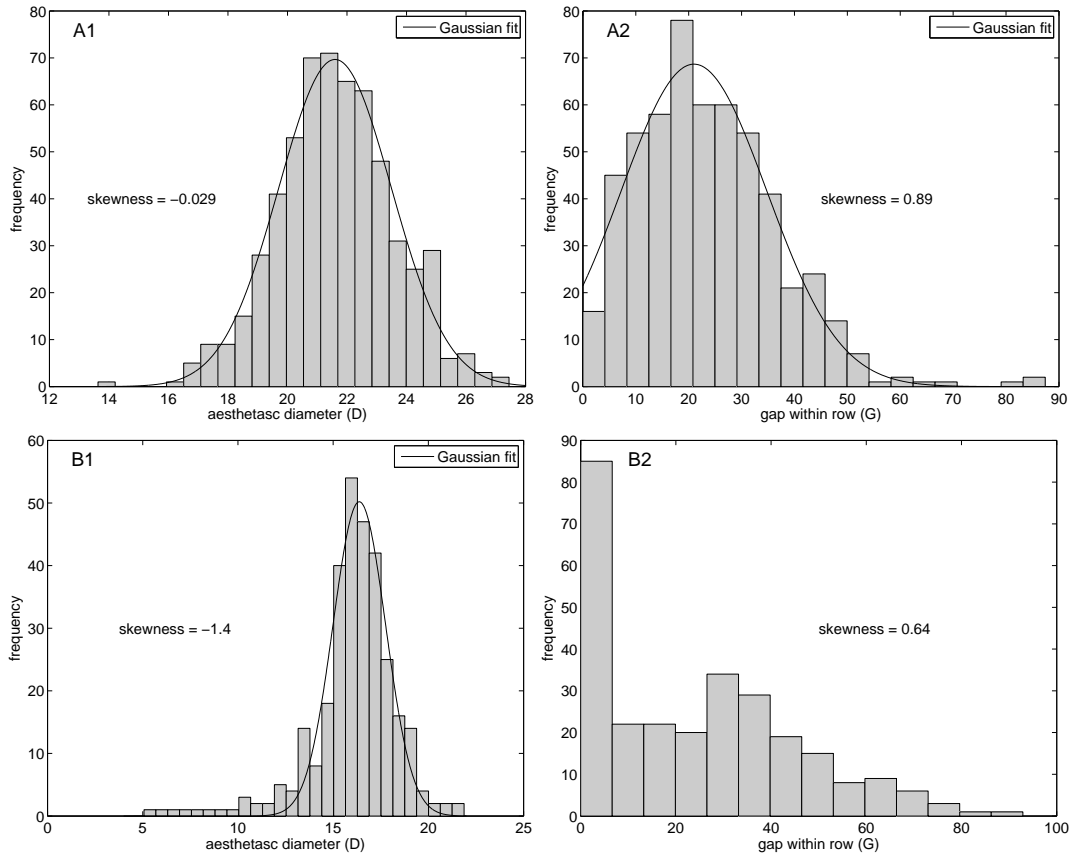 A1
Gaussian fit
skewness = −0.029
frequency
80
70
60
50
40
30
20
10
0
12 14 16 18 20 22 24 26 28
aesthetasc diameter (D)
A2
Gaussian fit
skewness = 0.89
frequency
80
70
60
50
40
30
20
10
0
0 10 20 30 40 50 60 70 80 90
gap within row (G)
B1
Gaussian fit
skewness = −1.4
frequency
60
50
40
30
20
10
0
0 5 10 15 20 25
aesthetasc diameter (D)
B2
skewness = 0.64
frequency
90
80
70
60
50
40
30
20
10
0
0 20 40 60 80 100
gap within row (G)